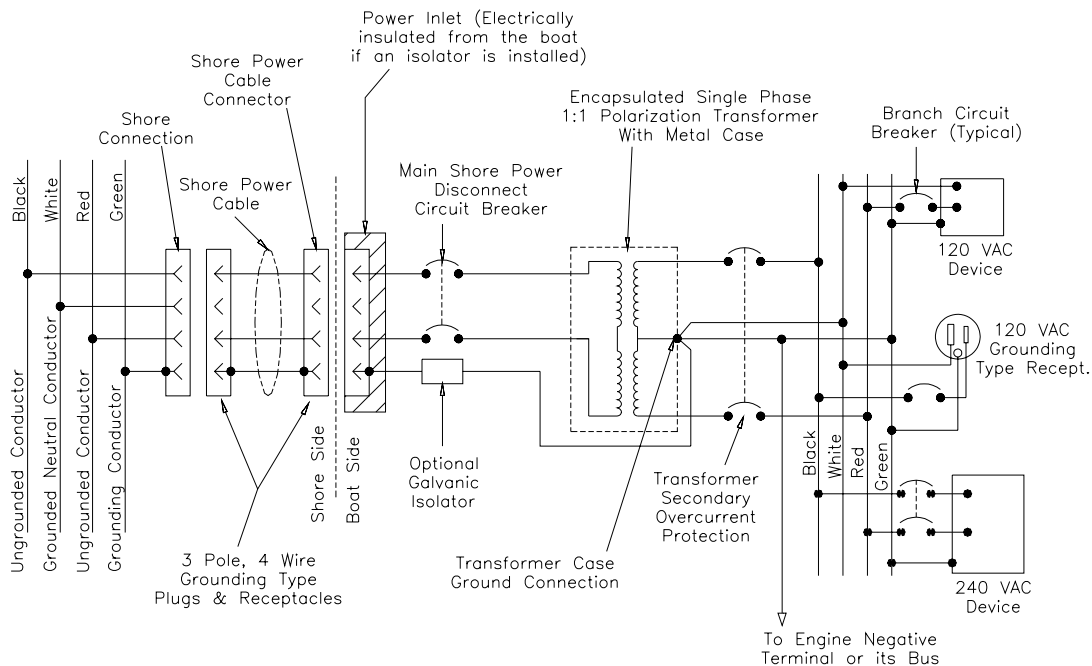 Power Inlet (Electrically
insulated from the boat
if an isolator is installed)
Shore Power
Cable
Connector
Shore
Connection
Encapsulated Single Phase
1:1 Polarization Transformer
With Metal Case
Branch Circuit
Breaker (Typical)
Shore Power
Cable
Main Shore Power
Disconnect
Circuit Breaker
Black
White
Red
Green
120 VAC
Device
120 VAC
Grounding
Type Recept.
Ungrounded Conductor
Grounded Neutral Conductor
Ungrounded Conductor
Grounding Conductor
Shore Side
Boat Side
Optional
Galvanic
Isolator
Transformer
Secondary
Overcurrent
Protection
Black
White
Red
Green
3 Pole, 4 Wire
Grounding Type
Plugs & Receptacles
Transformer Case
Ground Connection
240 VAC
Device
To Engine Negative
Terminal or its Bus